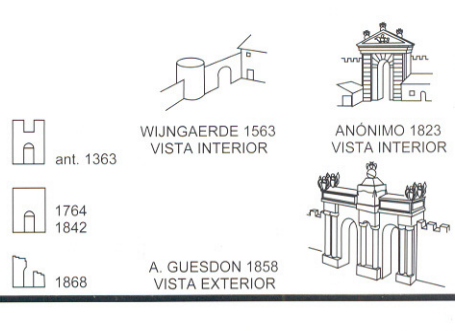 WIJNGAERDE 1563
VISTA INTERIOR
ANÓNIMO 1823
VISTA INTERIOR
ant. 1363
1764
1842
1868
A. GUESDON 1858
VISTA EXTERIOR